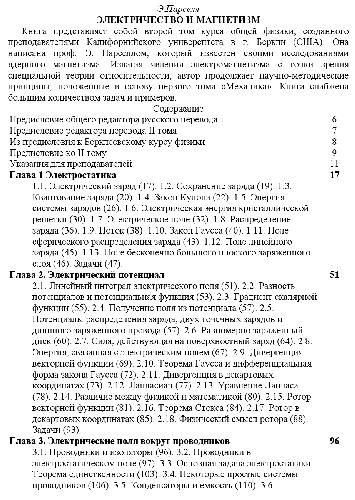 Э.Парселл
ЭЛЕКТРИЧЕСТВО И МАГНЕТИЗМ
Книга представляет собой второй том курса общей физики, созданного
преподавателями Калифорнийского университета в г. Беркли (США). Она
написана проф. Э. Парселлом, который известен своими исследованиями
ядерного магнетизма. Излагая явления электромагнетизма с точки зрения
специальной теории относительности, автор продолжает научно-методические
принципы, положенные в основу первого тома «Механика». Книга снабжена
большим количеством задач и примеров.
Содержание
Предисловие общего редактора русского перевода 6
Предисловие редактора перевода II тома 7
Из предисловия к Берклеевскому курсу физики 8
Предисловие ко II тому 9
Указания для преподавателей 11
Глава 1 Электростатика 17
1.1. Электрический заряд (17). 1.2. Сохранение заряда (19). 1.3.
Квантование заряда (20). 1.4. Закон Кулона (22). 1.5. Энергия
системы зарядов (26). 1.6. Электрическая энергия кристаллической
решетки (30). 1.7. Электрическое поле (32). 1.8. Распределение
заряда (36). 1.9. Поток (38). 1.10. Закон Гаусса (40). 1.11. Поле
сферического распределения заряда (43). 1.12. Поле линейного
заряда (45). 1.13. Поле бесконечно большого плоского заряженного
слоя (46). Задачи (47).
Глава 2. Электрический потенциал 51
2.1. Линейный интеграл электрического поля (51). 2.2. Разность
потенциалов и потенциальная функция (53). 2.3. Градиент скалярной
функции (55). 2.4. Получение поля из потенциала (57). 2.5.
Потенциал распределения заряда, двух точечных зарядов и
длинного заряженного провода (57). 2.6. Равномерно заряженный
диск (60). 2.7. Сила, действующая на поверхностный заряд (64). 2.8.
Энергия, связанная с электрическим полем (67). 2.9. Дивергенция
векторной функции (69). 2.10. Теорема Гаусса и дифференциальная
форма закона Гаусса (72). 2.11. Дивергенция в декартовых
координатах (73). 2.12. Лапласиан (77). 2.13. Уравнение Лапласа
(78). 2.14. Различие между физикой и математикой (80). 2.15. Ротор
векторной функции (81). 2.16. Теорема Стокса (84). 2.17. Ротор в
декартовых координатах (85). 2.18. Физический смысл ротора (88).
Задачи (93).
Глава 3. Электрические поля вокруг проводников 96
3.1. Проводники и изоляторы (96). 3.2. Проводники в
электростатическом поле (97). 3.3. Основная задача электростатики.
Теорема единственности (103). 3.4. Некоторые простые системы
проводников (106). 3.5. Конденсаторы и емкость (110). 3.6.